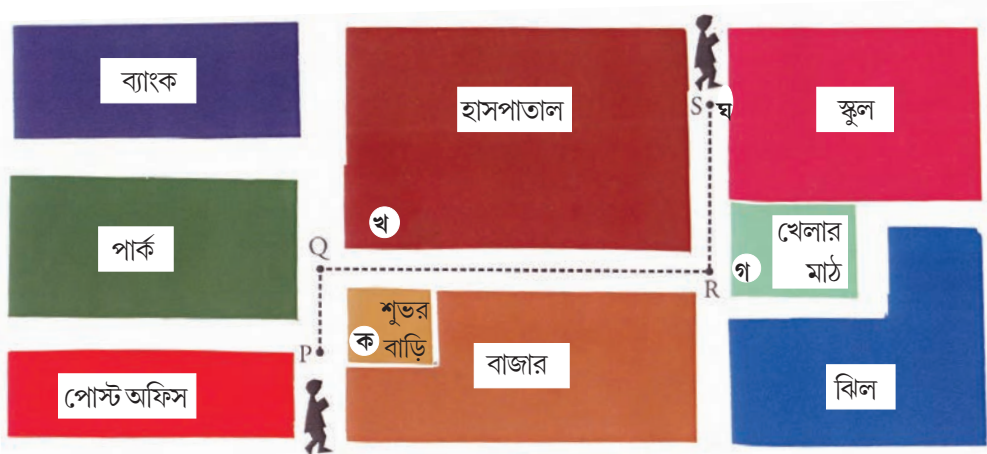 ব্যাংক
হাসপাতাল
S
ঘ
স্কুল
পার্ক
খ
Q
খেলার
মাঠ
গ
R
শুভর
বাড়ি
ক
P
বাজার
পোস্ট অফিস
ঝিল